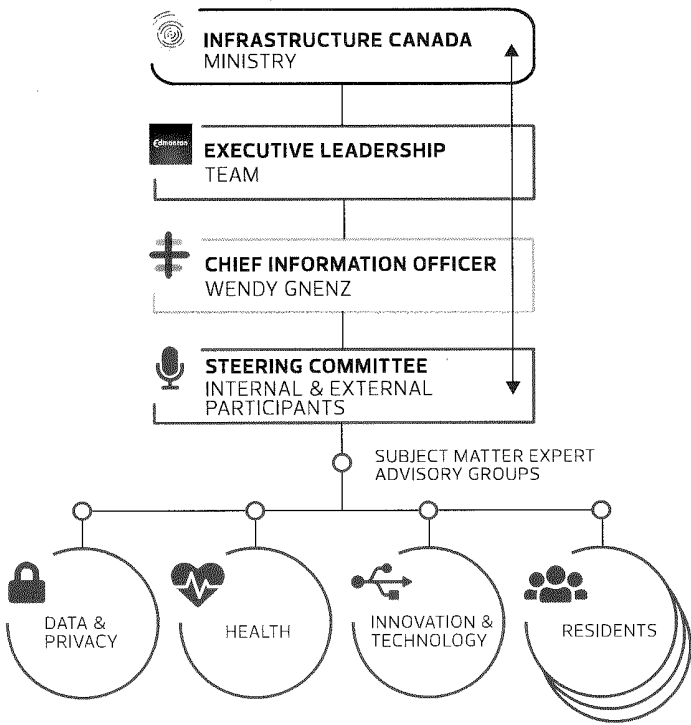 INFRASTRUCTURE CANADA
MINISTRY
Edmonton
EXECUTIVE LEADERSHIP
TEAM
CHIEF INFORMATION OFFICER
WENDY GNENZ
STEERING COMMITTEE
INTERNAL & EXTERNAL
PARTICIPANTS
SUBJECT MATTER EXPERT
ADVISORY GROUPS
DATA &
PRIVACY
HEALTH
INNOVATION &
TECHNOLOGY
RESIDENTS